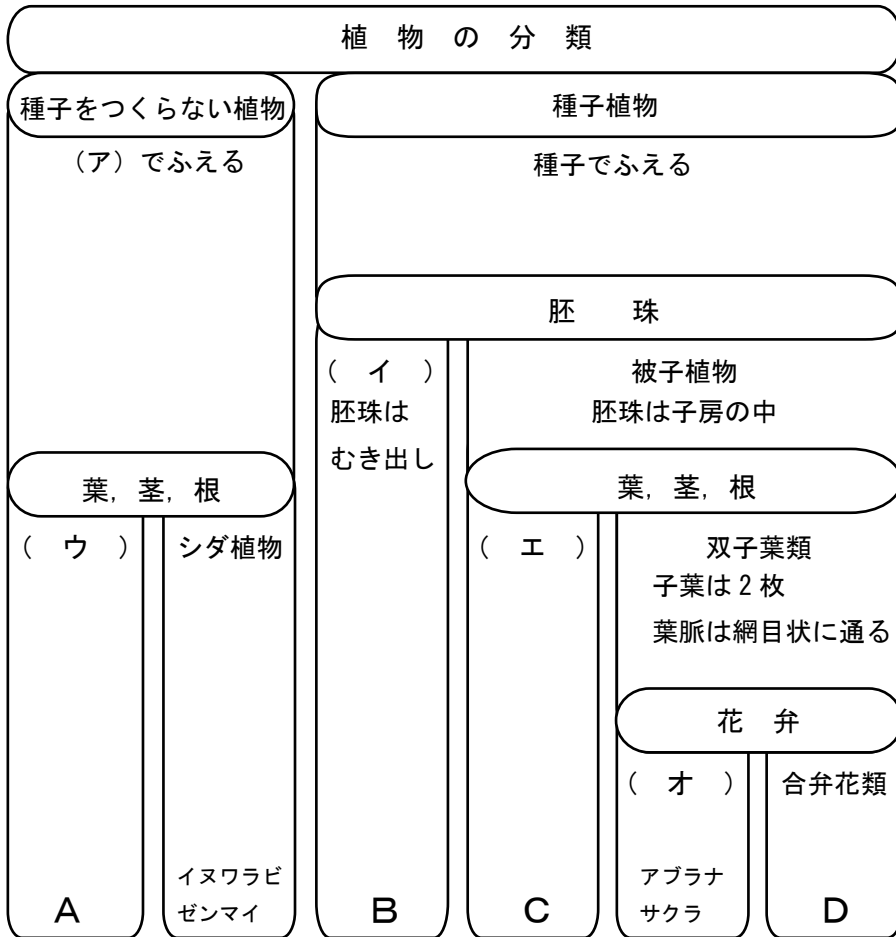 植物の分類
種子をつくらない植物
種子植物
(ア)でふえる
種子でふえる
胚珠
(イ)
胚珠は
むき出し
被子植物
胚珠は子房の中
葉,茎,根
葉,茎,根
(ウ)
シダ植物
(エ)
双子葉類
子葉は2枚
葉脈は網目状に通る
花弁
(オ)
合弁花類
イヌワラビ
ゼンマイ
アブラナ
サクラ
A
B
C
D